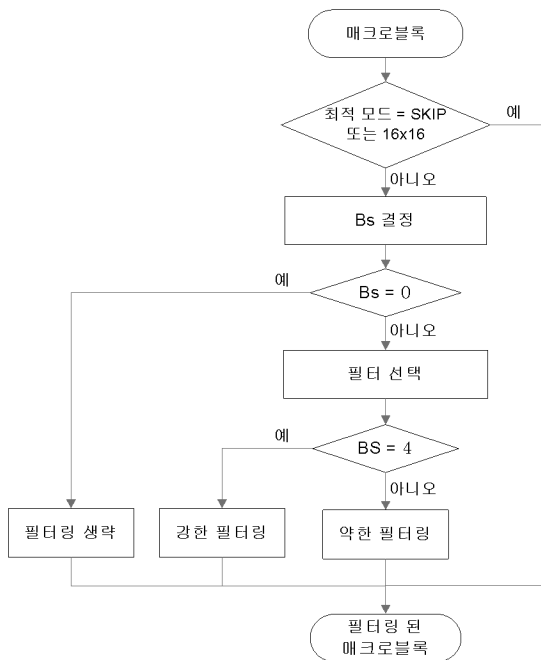 매크로블록
최적 모드 = SKIP
또는 16x16
예
아니오
Bs 결정
예
Bs = 0
아니오
필터 선택
예
BS = 4
아니오
필터링 생략
강한 필터링
약한 필터링
필터링 된
매크로블록